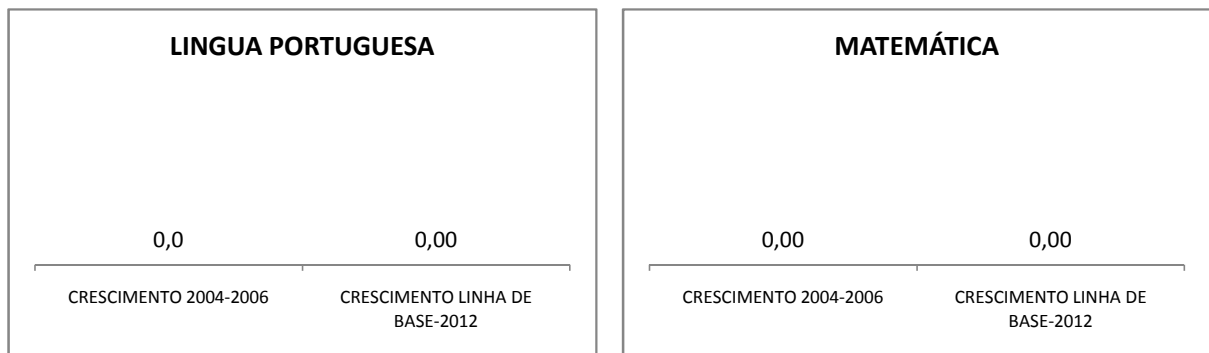 LINGUA PORTUGUESA
0,0
0,00
CRESCIMENTO 2004-2006
CRESCIMENTO LINHA DE
BASE-2012
MATEMÁTICA
0,00
0,00
CRESCIMENTO 2004-2006
CRESCIMENTO LINHA DE
BASE-2012